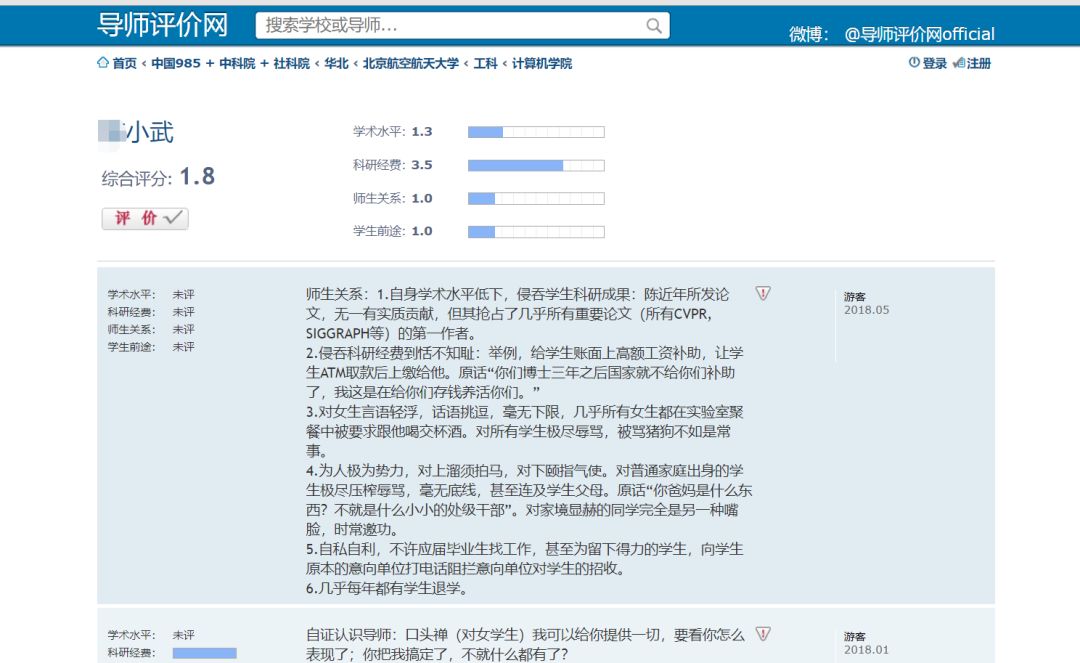 导师评价网
搜索学校或导师...
微博： @导师评价网official
首页 ‹ 中国985 + 中科院 + 社科院 ‹ 华北 ‹ 北京航空航天大学 ‹ 工科 ‹ 计算机学院
登录 注册
小武
综合评分: 1.8
评 价
学术水平: 1.3
科研经费: 3.5
师生关系: 1.0
学生前途: 1.0
学术水平: 未评
科研经费: 未评
师生关系: 未评
学生前途: 未评
师生关系：1.自身学术水平低下，侵吞学生科研成果：陈近年所发论
文，无一有实质贡献，但其抢占了几乎所有重要论文（所有CVPR，
SIGGRAPH等）的第一作者。
2.侵吞科研经费到恬不知耻：举例，给学生账面上高额工资补助，让学
生ATM取款后上缴给他。原话“你们博士三年之后国家就不给你们补助
了，我这是在给你们存钱养活你们。”
3.对女生言语轻浮，话语挑逗，毫无下限，几乎所有女生都在实验室聚
餐中被要求跟他喝交杯酒。对所有学生极尽辱骂，被骂猪狗不如是常
事。
4.为人极为势力，对上溜须拍马，对下颐指气使。对普通家庭出身的学
生极尽压榨辱骂，毫无底线，甚至连及学生父母。原话“你爸妈是什么东
西？不就是什么小小的处级干部”。对家境显赫的同学完全是另一种嘴
脸，时常邀功。
5.自私自利，不许应届毕业生找工作，甚至为留下得力的学生，向学生
原本的意向单位打电话阻拦意向单位对学生的招收。
6.几乎每年都有学生退学。
游客
2018.05
学术水平: 未评
科研经费:
自证认识导师：口头禅（对女学生）我可以给你提供一切，要看你怎么
表现了；你把我搞定了，不就什么都有了？
游客
2018.01